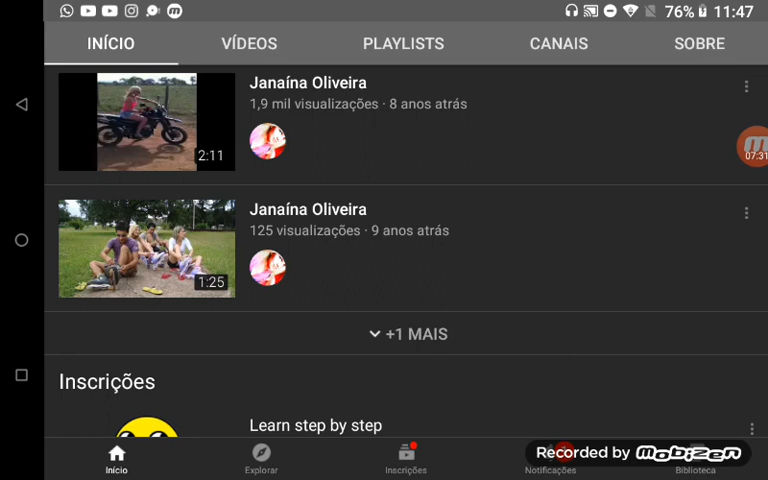 76% 11:47
INÍCIO VÍDEOS PLAYLISTS CANAIS SOBRE
Janaína Oliveira
1,9 mil visualizações · 8 anos atrás
2:11
07:31
Janaína Oliveira
125 visualizações · 9 anos atrás
1:25
+1 MAIS
Inscrições
Learn step by step
Recorded by MOBIZEN
Início Explorar Inscrições Notificações Biblioteca